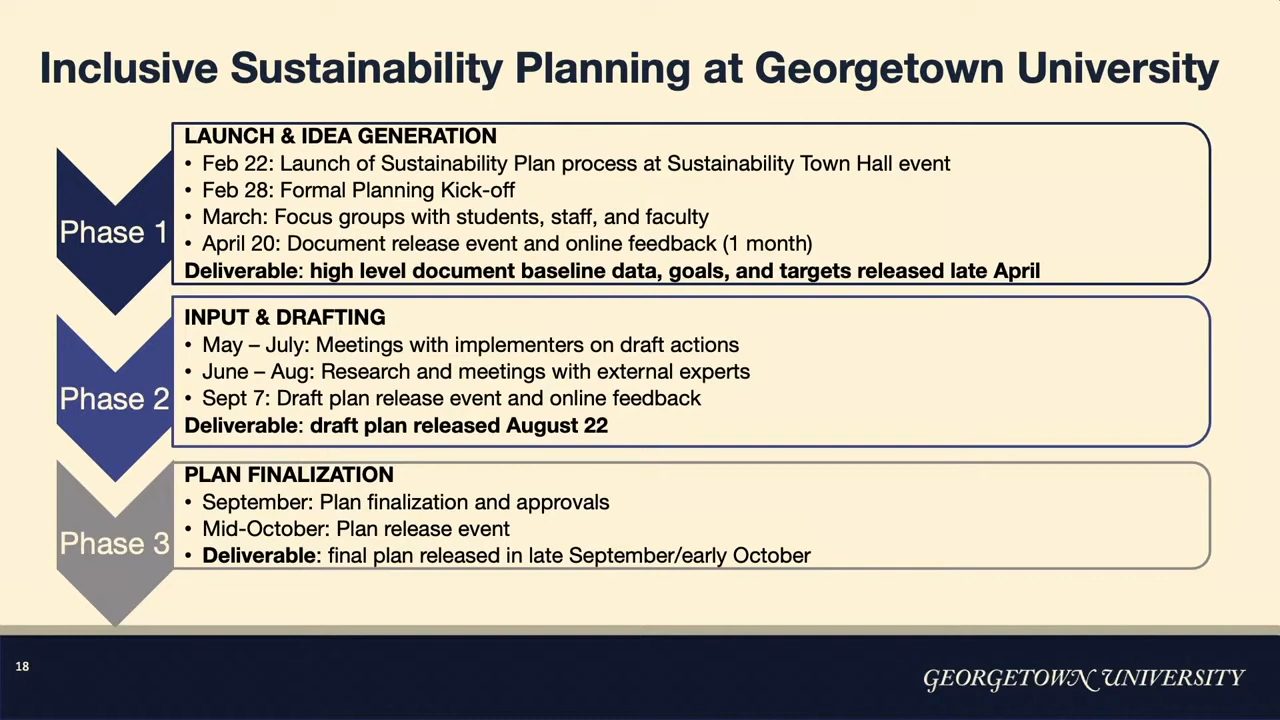 Inclusive Sustainability Planning at Georgetown University
Phase 1
LAUNCH & IDEA GENERATION
• Feb 22: Launch of Sustainability Plan process at Sustainability Town Hall event
• Feb 28: Formal Planning Kick-off
• March: Focus groups with students, staff, and faculty
• April 20: Document release event and online feedback (1 month)
Deliverable: high level document baseline data, goals, and targets released late April
Phase 2
INPUT & DRAFTING
• May – July: Meetings with implementers on draft actions
• June – Aug: Research and meetings with external experts
• Sept 7: Draft plan release event and online feedback
Deliverable: draft plan released August 22
Phase 3
PLAN FINALIZATION
• September: Plan finalization and approvals
• Mid-October: Plan release event
• Deliverable: final plan released in late September/early October
18
GEORGETOWN UNIVERSITY